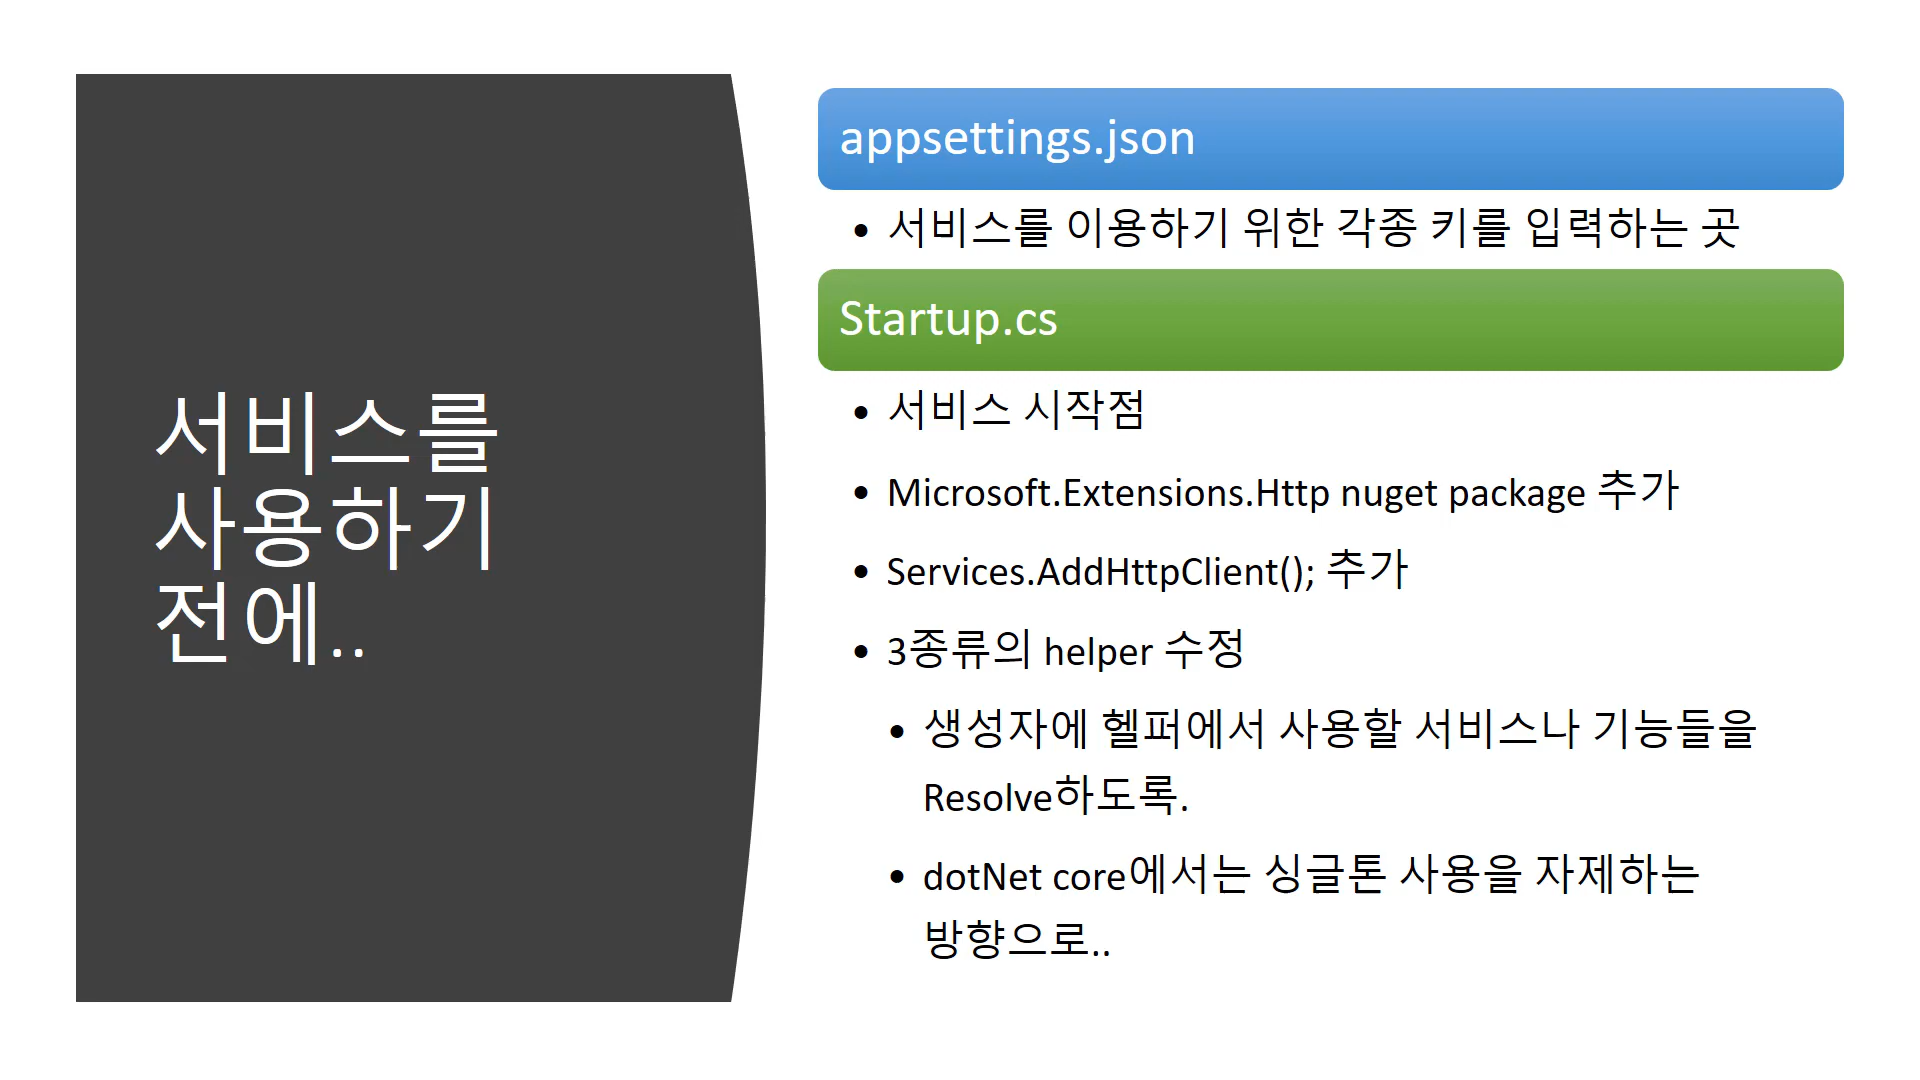 서비스를
사용하기
전에..
appsettings.json
• 서비스를 이용하기 위한 각종 키를 입력하는 곳
Startup.cs
• 서비스 시작점
• Microsoft.Extensions.Http nuget package 추가
• Services.AddHttpClient(); 추가
• 3종류의 helper 수정
• 생성자에 헬퍼에서 사용할 서비스나 기능들을
Resolve하도록.
• dotNet core에서는 싱글톤 사용을 자제하는
방향으로..